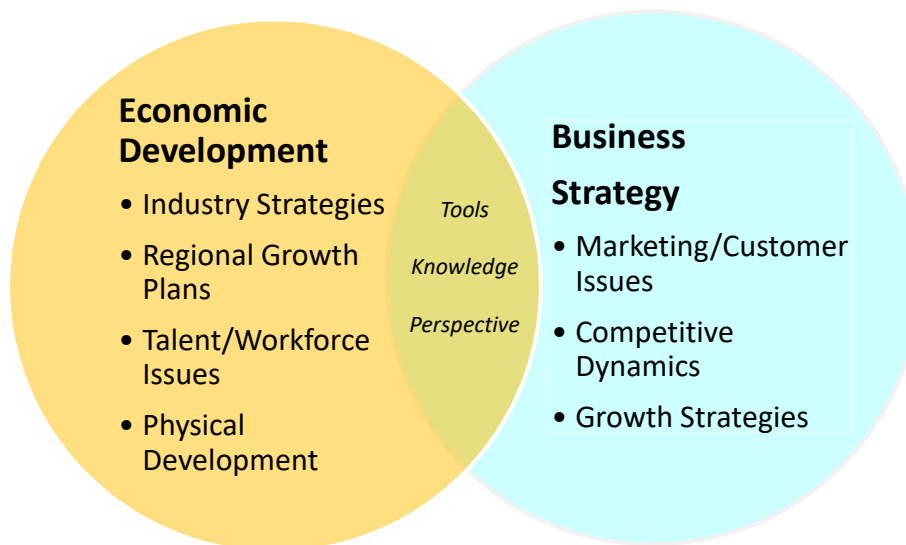 Economic
Development
• Industry Strategies
• Regional Growth
Plans
• Talent/Workforce
Issues
• Physical
Development
Tools
Knowledge
Perspective
Business
Strategy
• Marketing/Customer
Issues
• Competitive
Dynamics
• Growth Strategies